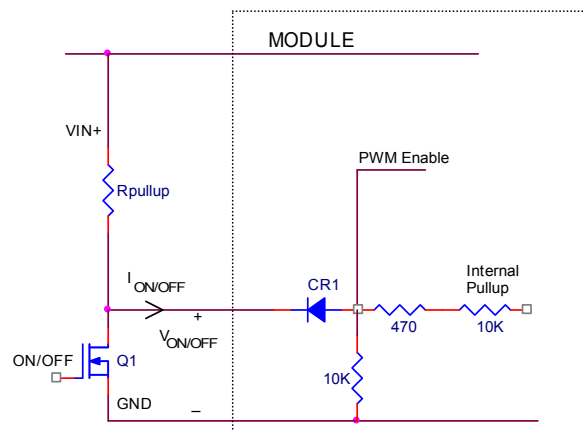 MODULE
VIN+
PWM Enable
Rpullup
I ON/OFF
CR1
Internal
Pullup
+
V ON/OFF
470
10K
ON/OFF
Q1
10K
GND
_